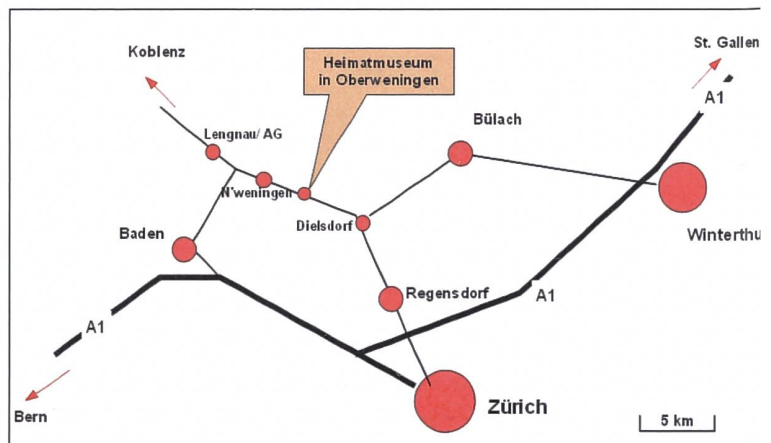 Koblenz
Heimatmuseum
in Oberweningen
St. Gallen
A1
Lengnau/AG
Bülach
N'weningen
Dielsdorf
Winterthu
Baden
Regensdorf
A1
A1
Bern
Zürich
5 km